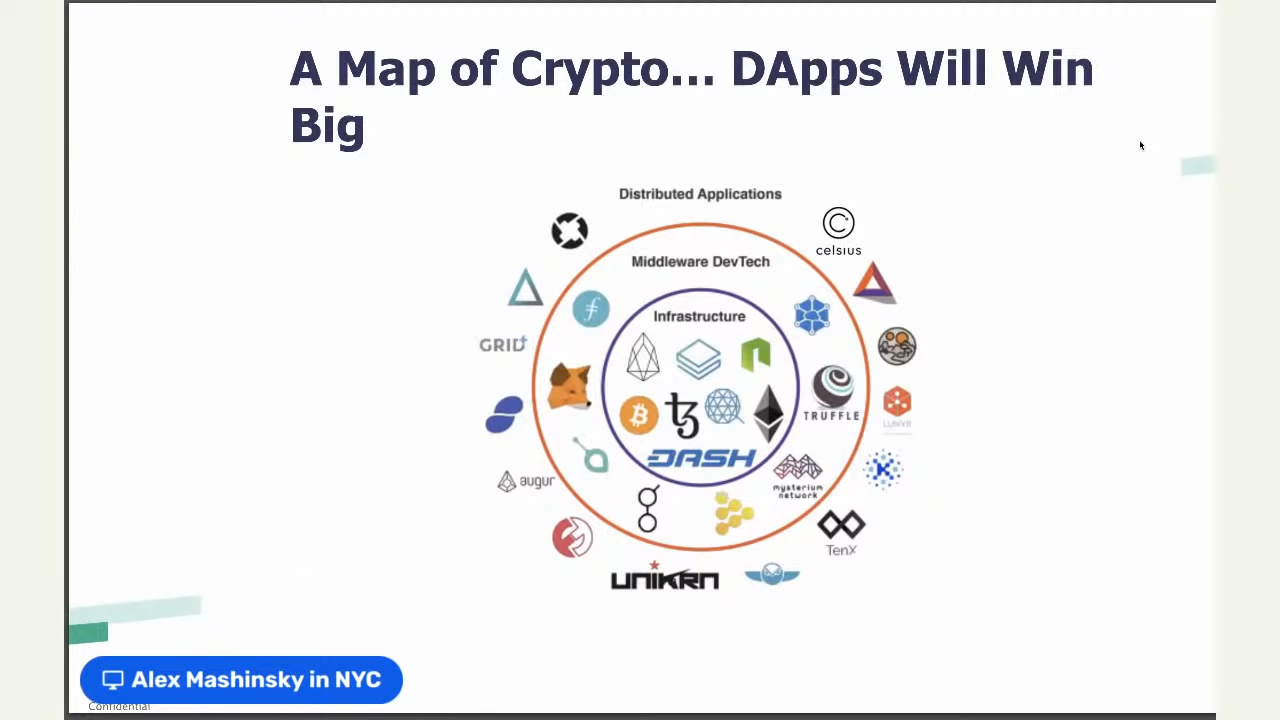 A Map of Crypto... DApps Will Win
Big
Distributed Applications
celsius
Middleware DevTech
Infrastructure
GRID+
TRUFFLE
LUNYR
DASH
augur
mysterium
network
TenX
UNIKRN
Alex Mashinsky in NYC
Confidential